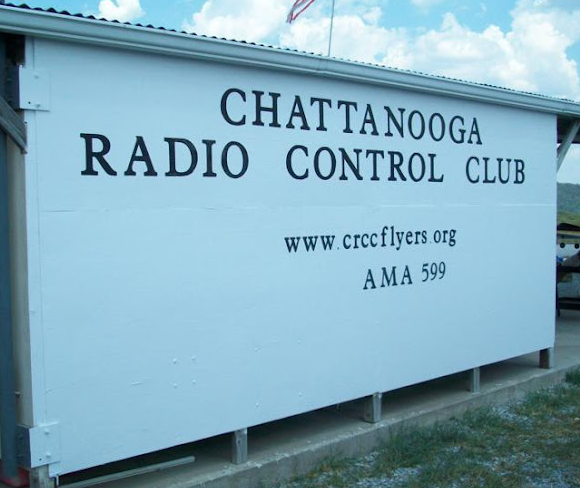 CHATTANOOGA
RADIO CONTROL CLUB
www.crccflyers.org
AMA 599